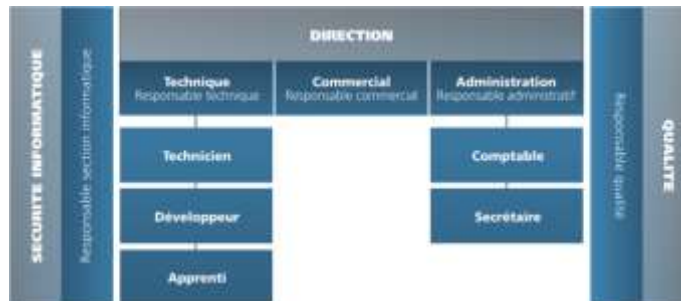 SECURITE INFORMATIQUE
Responsable section informatique
DIRECTION
Technique
Responsable technique
Commercial
Responsable commercial
Administration
Responsable administratif
Technicien
Comptable
Développeur
Secrétaire
Apprenti
Responsable qualité
QUALITE